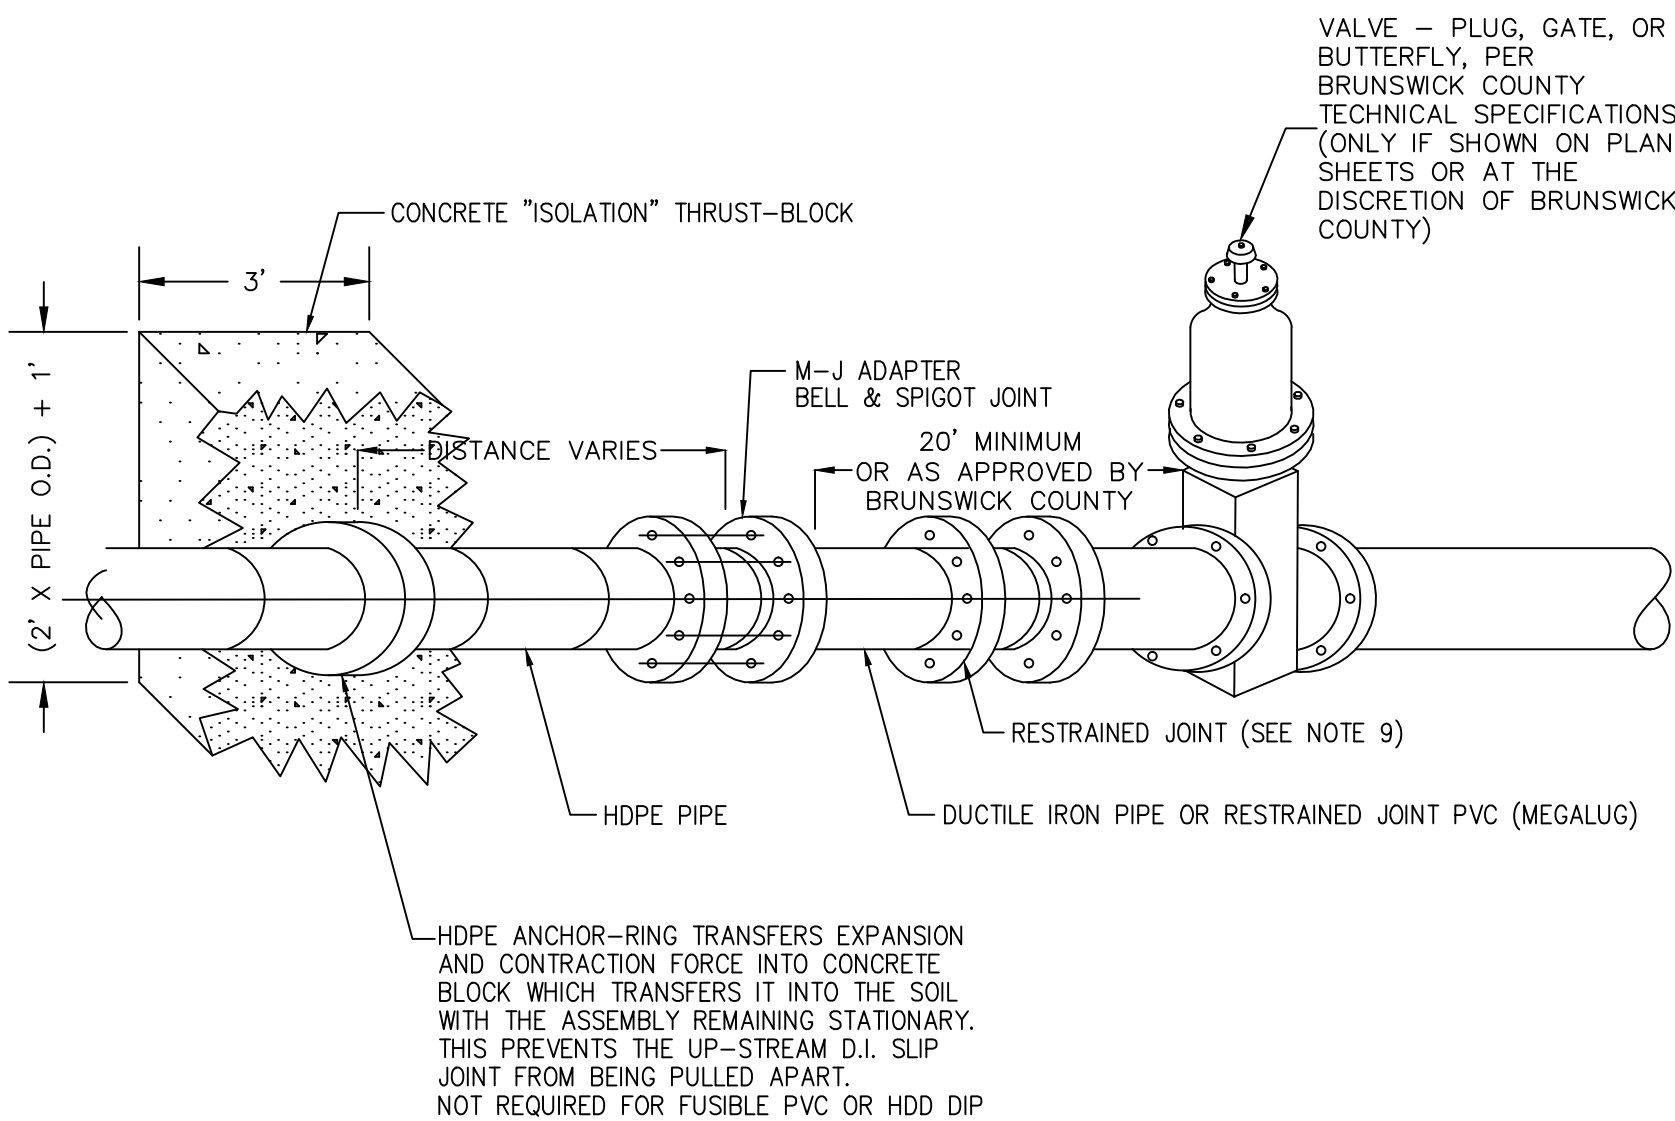 VALVE – PLUG, GATE, OR
BUTTERFLY, PER
BRUNSWICK COUNTY
TECHNICAL SPECIFICATIONS
(ONLY IF SHOWN ON PLAN
SHEETS OR AT THE
DISCRETION OF BRUNSWICK
COUNTY)
CONCRETE "ISOLATION" THRUST–BLOCK
3'
(2' X PIPE O.D.) + 1'
M–J ADAPTER
BELL & SPIGOT JOINT
DISTANCE VARIES
20' MINIMUM
OR AS APPROVED BY
BRUNSWICK COUNTY
RESTRAINED JOINT (SEE NOTE 9)
HDPE PIPE
DUCTILE IRON PIPE OR RESTRAINED JOINT PVC (MEGALUG)
HDPE ANCHOR–RING TRANSFERS EXPANSION
AND CONTRACTION FORCE INTO CONCRETE
BLOCK WHICH TRANSFERS IT INTO THE SOIL
WITH THE ASSEMBLY REMAINING STATIONARY.
THIS PREVENTS THE UP–STREAM D.I. SLIP
JOINT FROM BEING PULLED APART.
NOT REQUIRED FOR FUSIBLE PVC OR HDD DIP